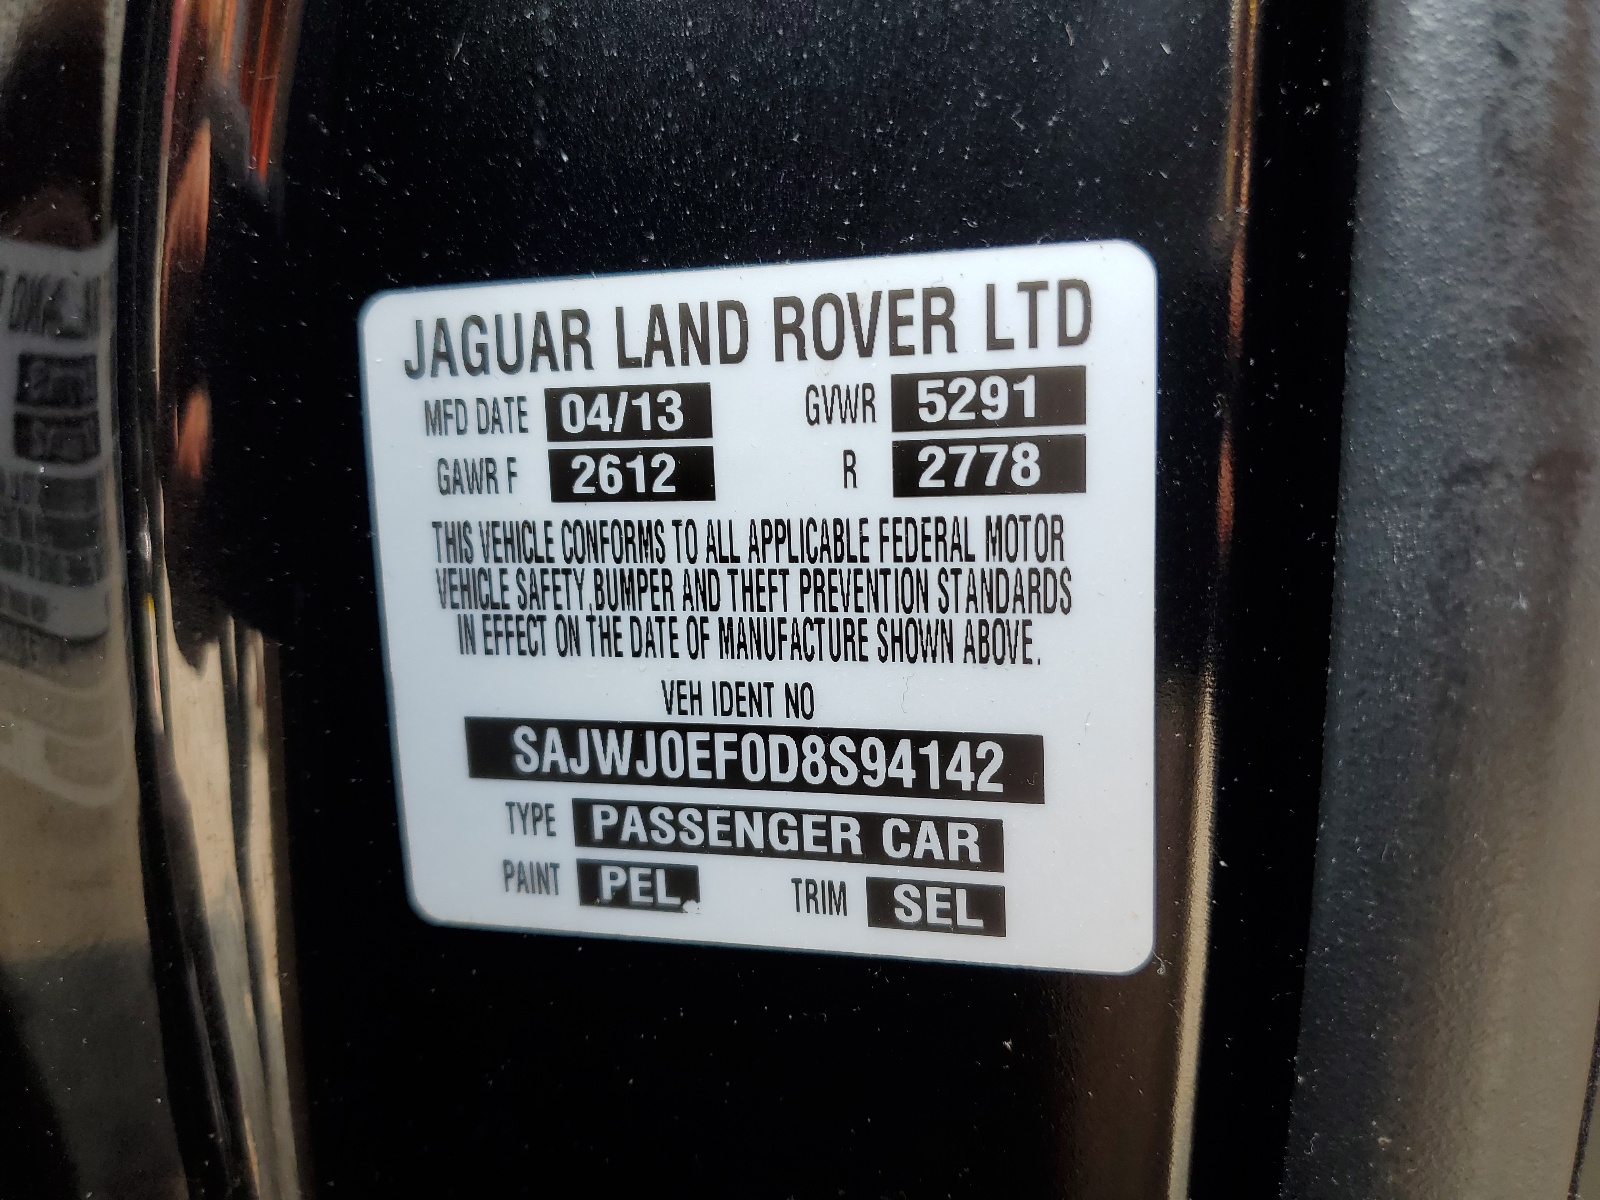 JAGUAR LAND ROVER LTD
MFD DATE 04/13 GVWR 5291
GAWR F 2612 R 2778
THIS VEHICLE CONFORMS TO ALL APPLICABLE FEDERAL MOTOR
VEHICLE SAFETY,BUMPER AND THEFT PREVENTION STANDARDS
IN EFFECT ON THE DATE OF MANUFACTURE SHOWN ABOVE.
VEH IDENT NO
SAJWJ0EF0D8S94142
TYPE PASSENGER CAR
PAINT PEL TRIM SEL